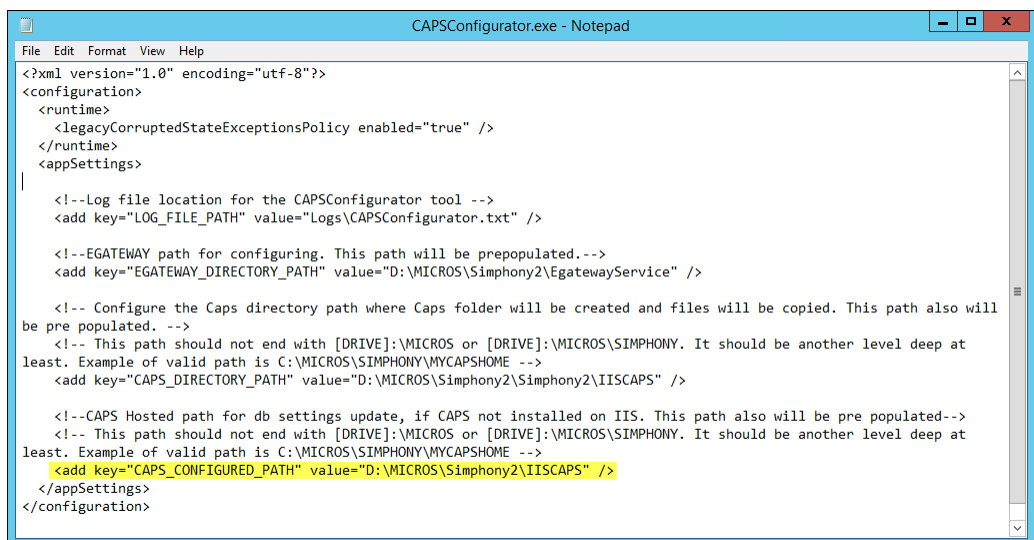 CAPSConfigurator.exe - Notepad
File Edit Format View Help
<?xml version="1.0" encoding="utf-8"?>
<configuration>
  <runtime>
    <legacyCorruptedStateExceptionsPolicy enabled="true" />
  </runtime>
  <appSettings>
    <!--Log file location for the CAPSConfigurator tool -->
    <add key="LOG_FILE_PATH" value="Logs\CAPSConfigurator.txt" />
    <!--EGATEWAY path for configuring. This path will be prepopulated.-->
    <add key="EGATEWAY_DIRECTORY_PATH" value="D:\MICROS\Simphony2\EgatewayService" />
    <!-- Configure the Caps directory path where Caps folder will be created and files will be copied. This path also will
be pre populated. -->
    <!-- This path should not end with [DRIVE]:\MICROS or [DRIVE]:\MICROS\SIMPHONY. It should be another level deep at
least. Example of valid path is C:\MICROS\SIMPHONY\MYCAPSHOME -->
    <add key="CAPS_DIRECTORY_PATH" value="D:\MICROS\Simphony2\Simphony2\IISCAPS" />
    <!--CAPS Hosted path for db settings update, if CAPS not installed on IIS. This path also will be pre populated-->
    <!-- This path should not end with [DRIVE]:\MICROS or [DRIVE]:\MICROS\SIMPHONY. It should be another level deep at
least. Example of valid path is C:\MICROS\SIMPHONY\MYCAPSHOME -->
    <add key="CAPS_CONFIGURED_PATH" value="D:\MICROS\Simphony2\IISCAPS" />
  </appSettings>
</configuration>